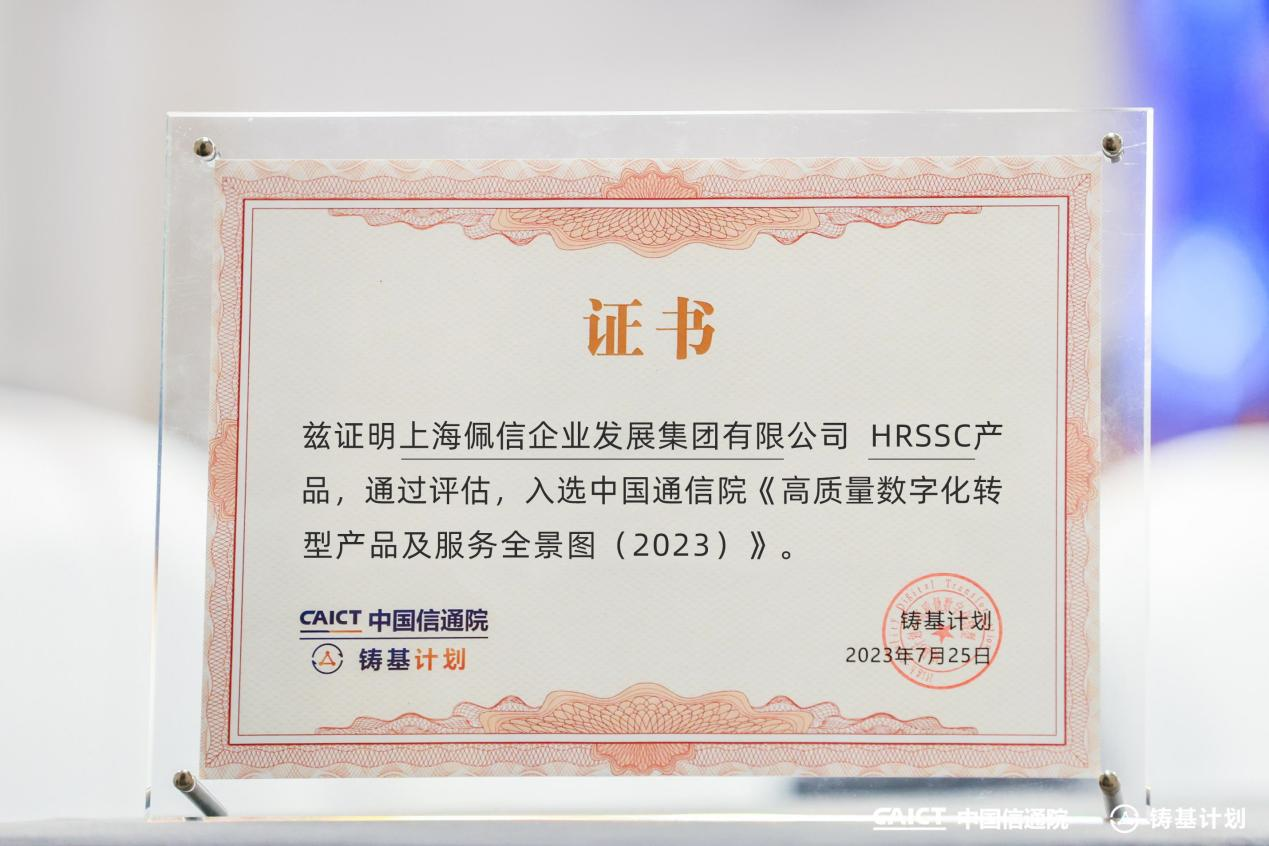 证书
兹证明上海佩信企业发展集团有限公司 HRSSC产
品，通过评估，入选中国通信院《高质量数字化转
型产品及服务全景图（2023）》。
CAICT 中国信通院
铸基计划
铸基计划
2023年7月25日
CAICT 中国信通院 铸基计划